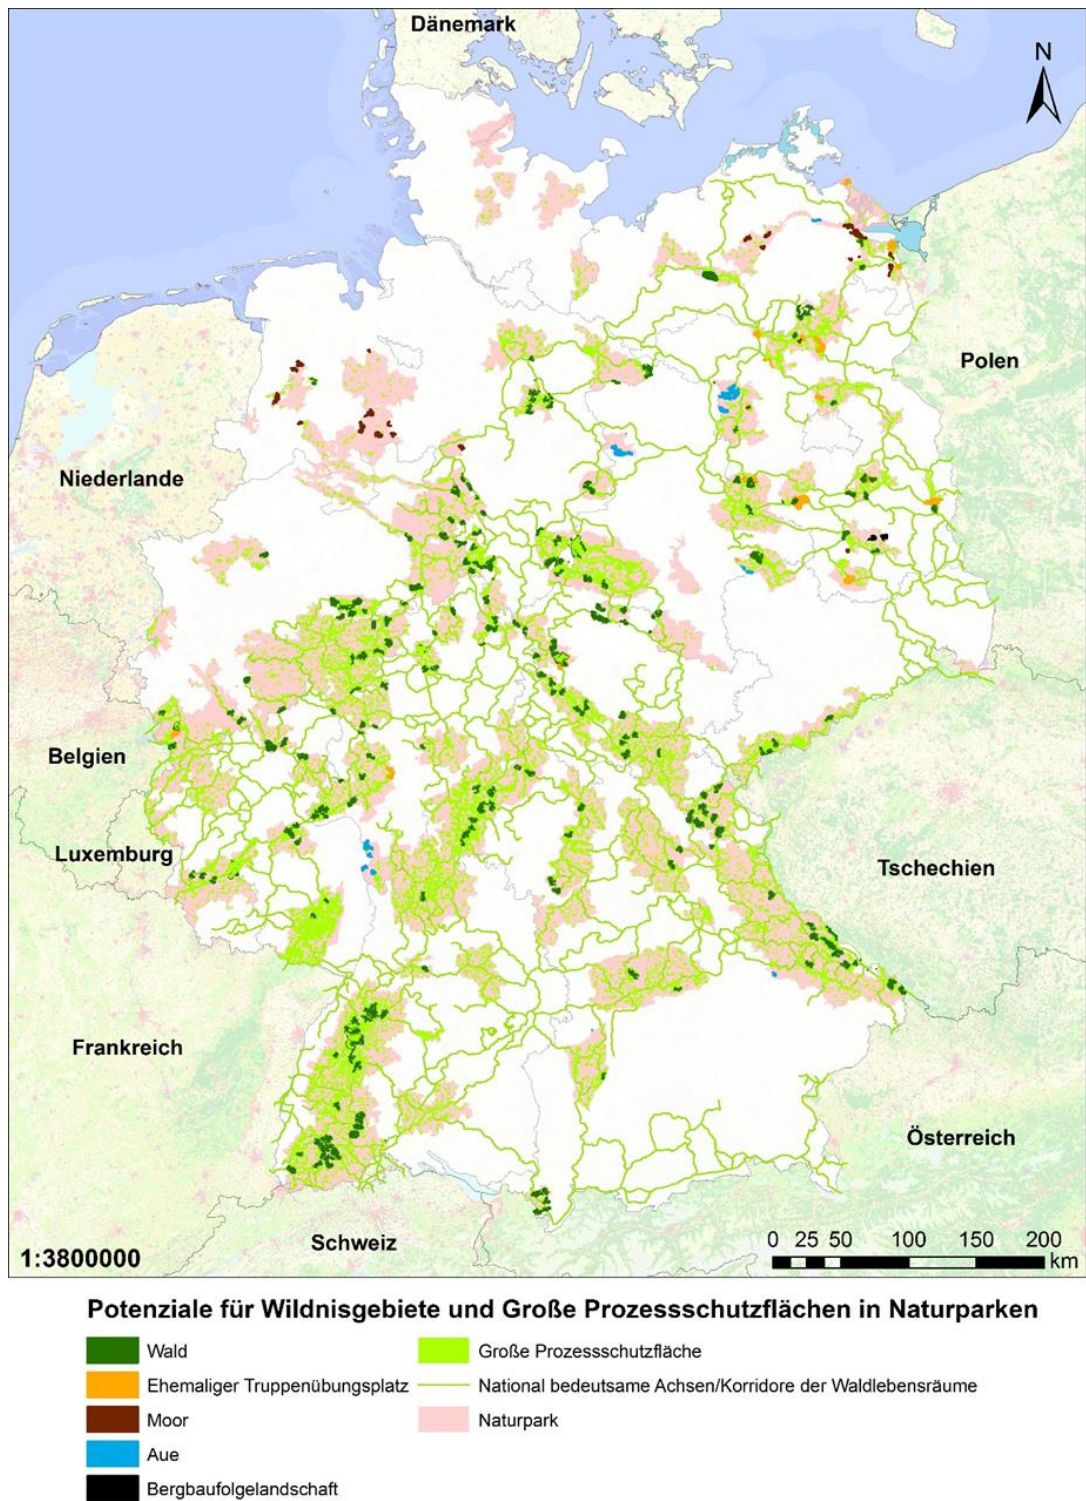 Dänemark
N
Polen
Niederlande
Belgien
Luxemburg
Tschechien
Frankreich
Österreich
Schweiz
1:3800000
0 25 50 100 150 200
km
Potenziale für Wildnisgebiete und Große Prozessschutzflächen in Naturparken
Wald
Große Prozessschutzfläche
Ehemaliger Truppenübungsplatz
National bedeutsame Achsen/Korridore der Waldlebensräume
Moor
Naturpark
Aue
Bergbaufolgelandschaft